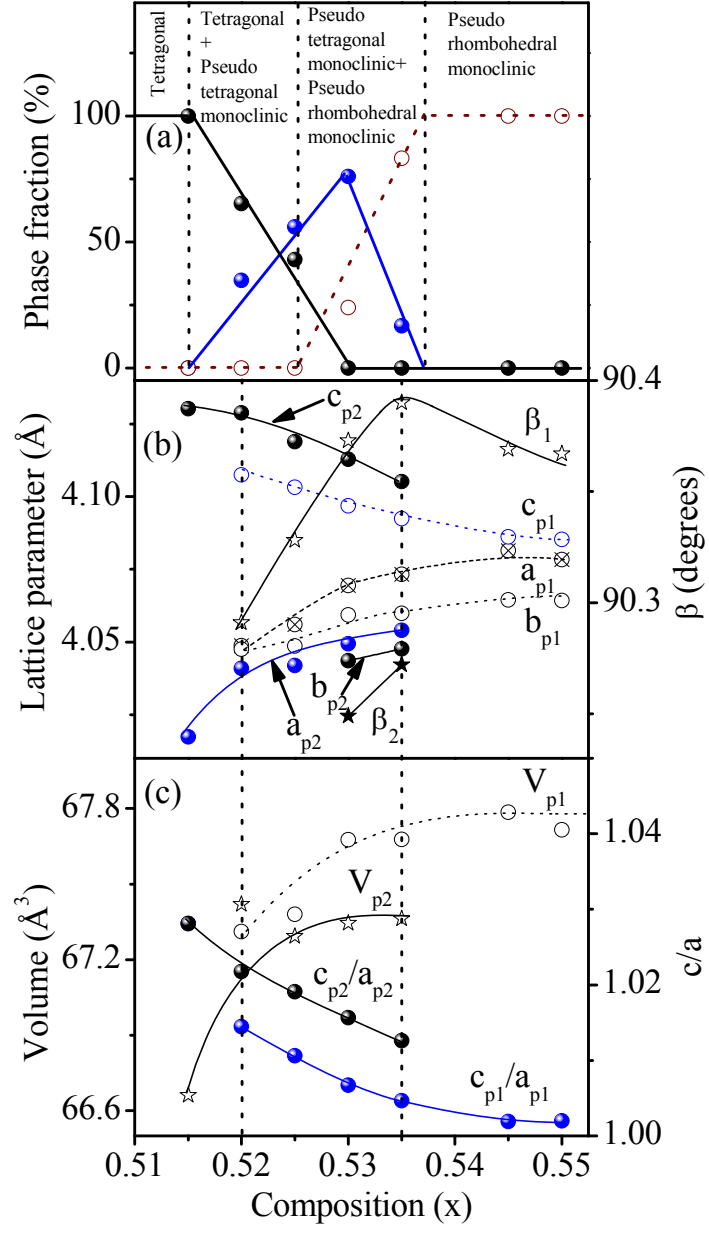 Tetragonal
Tetragonal
+
Pseudo
tetragonal
monoclinic
Pseudo
tetragonal
monoclinic+
Pseudo
rhombohedral
monoclinic
Pseudo
rhombohedral
monoclinic
Phase fraction (%)
100
50
0
(a)
(b)
90.4
90.3
β (degrees)
Lattice parameter (Å)
4.10
4.05
c_p2
β_1
c_p1
a_p1
b_p1
b_p2
a_p2
β_2
(c)
V_p1
V_p2
c_p2/a_p2
c_p1/a_p1
Volume (Å³)
67.8
67.2
66.6
1.04
1.02
1.00
c/a
0.51 0.52 0.53 0.54 0.55
Composition (x)